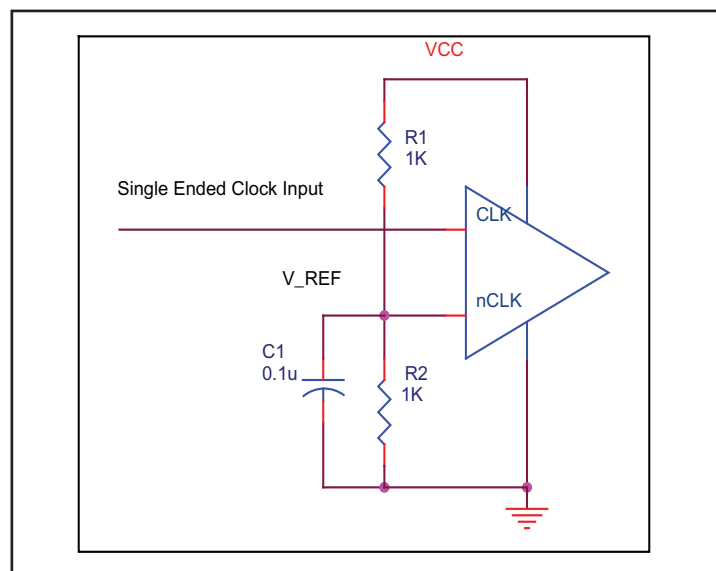 VCC
R1
1K
Single Ended Clock Input
CLK
V_REF
nCLK
C1
0.1u
R2
1K